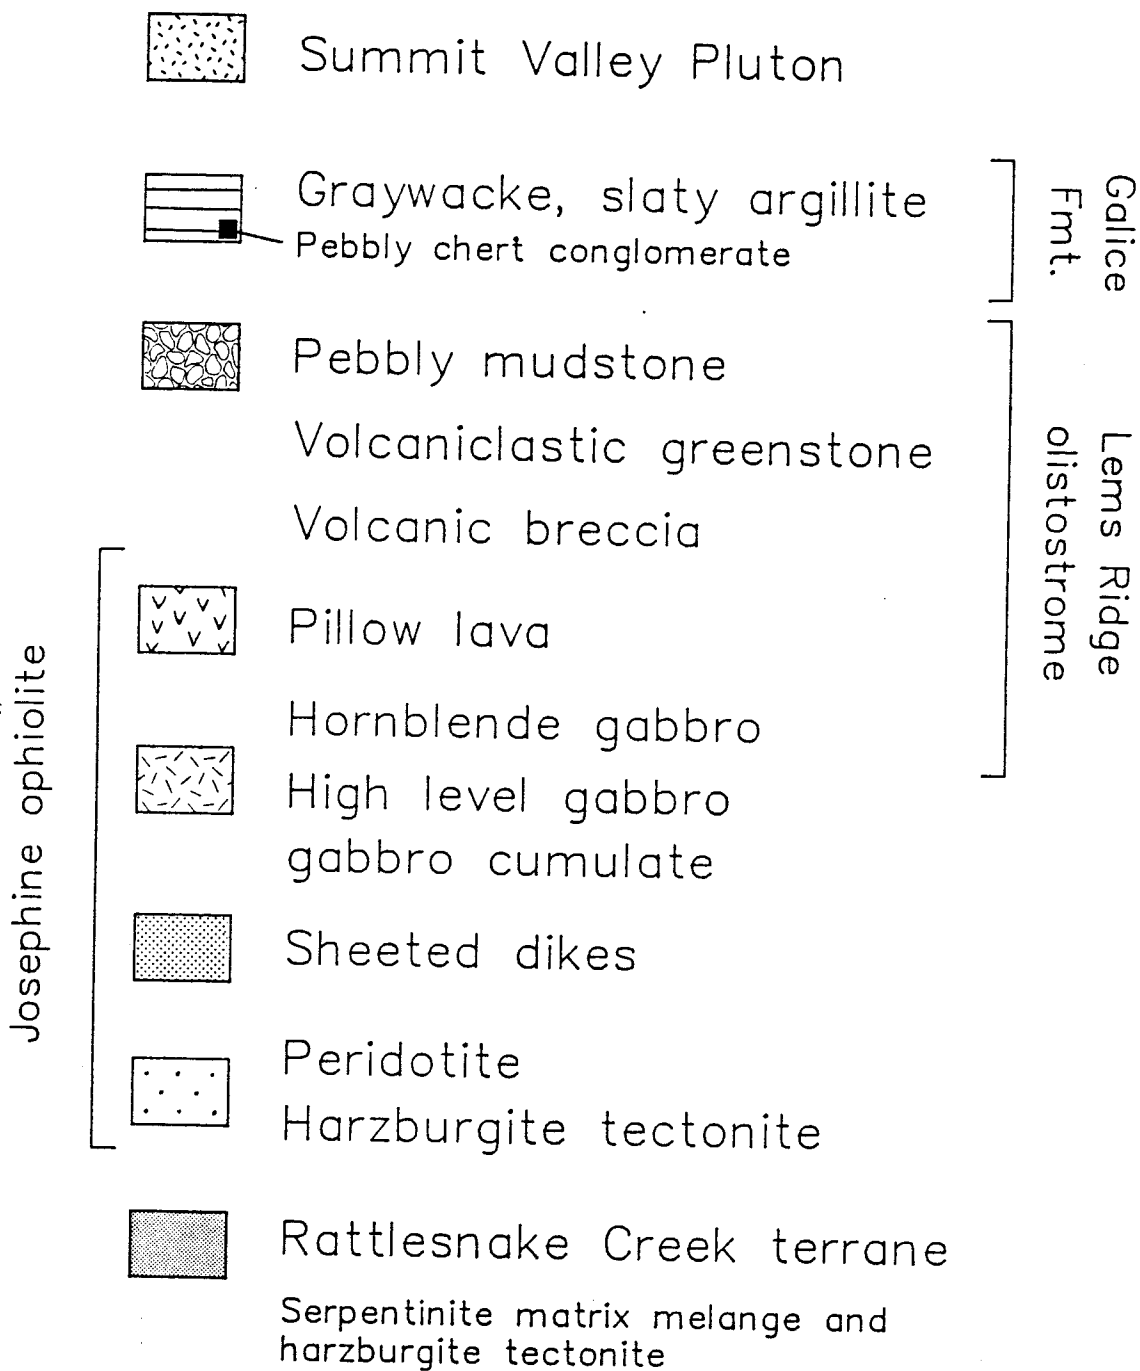 Summit Valley Pluton
Graywacke, slaty argillite
Pebbly chert conglomerate
Galice
Fmt.
Pebbly mudstone
Volcaniclastic greenstone
Volcanic breccia
Lems Ridge
olistostrome
Pillow lava
Hornblende gabbro
High level gabbro
gabbro cumulate
Sheeted dikes
Peridotite
Harzburgite tectonite
Josephine ophiolite
Rattlesnake Creek terrane
Serpentinite matrix melange and
harzburgite tectonite